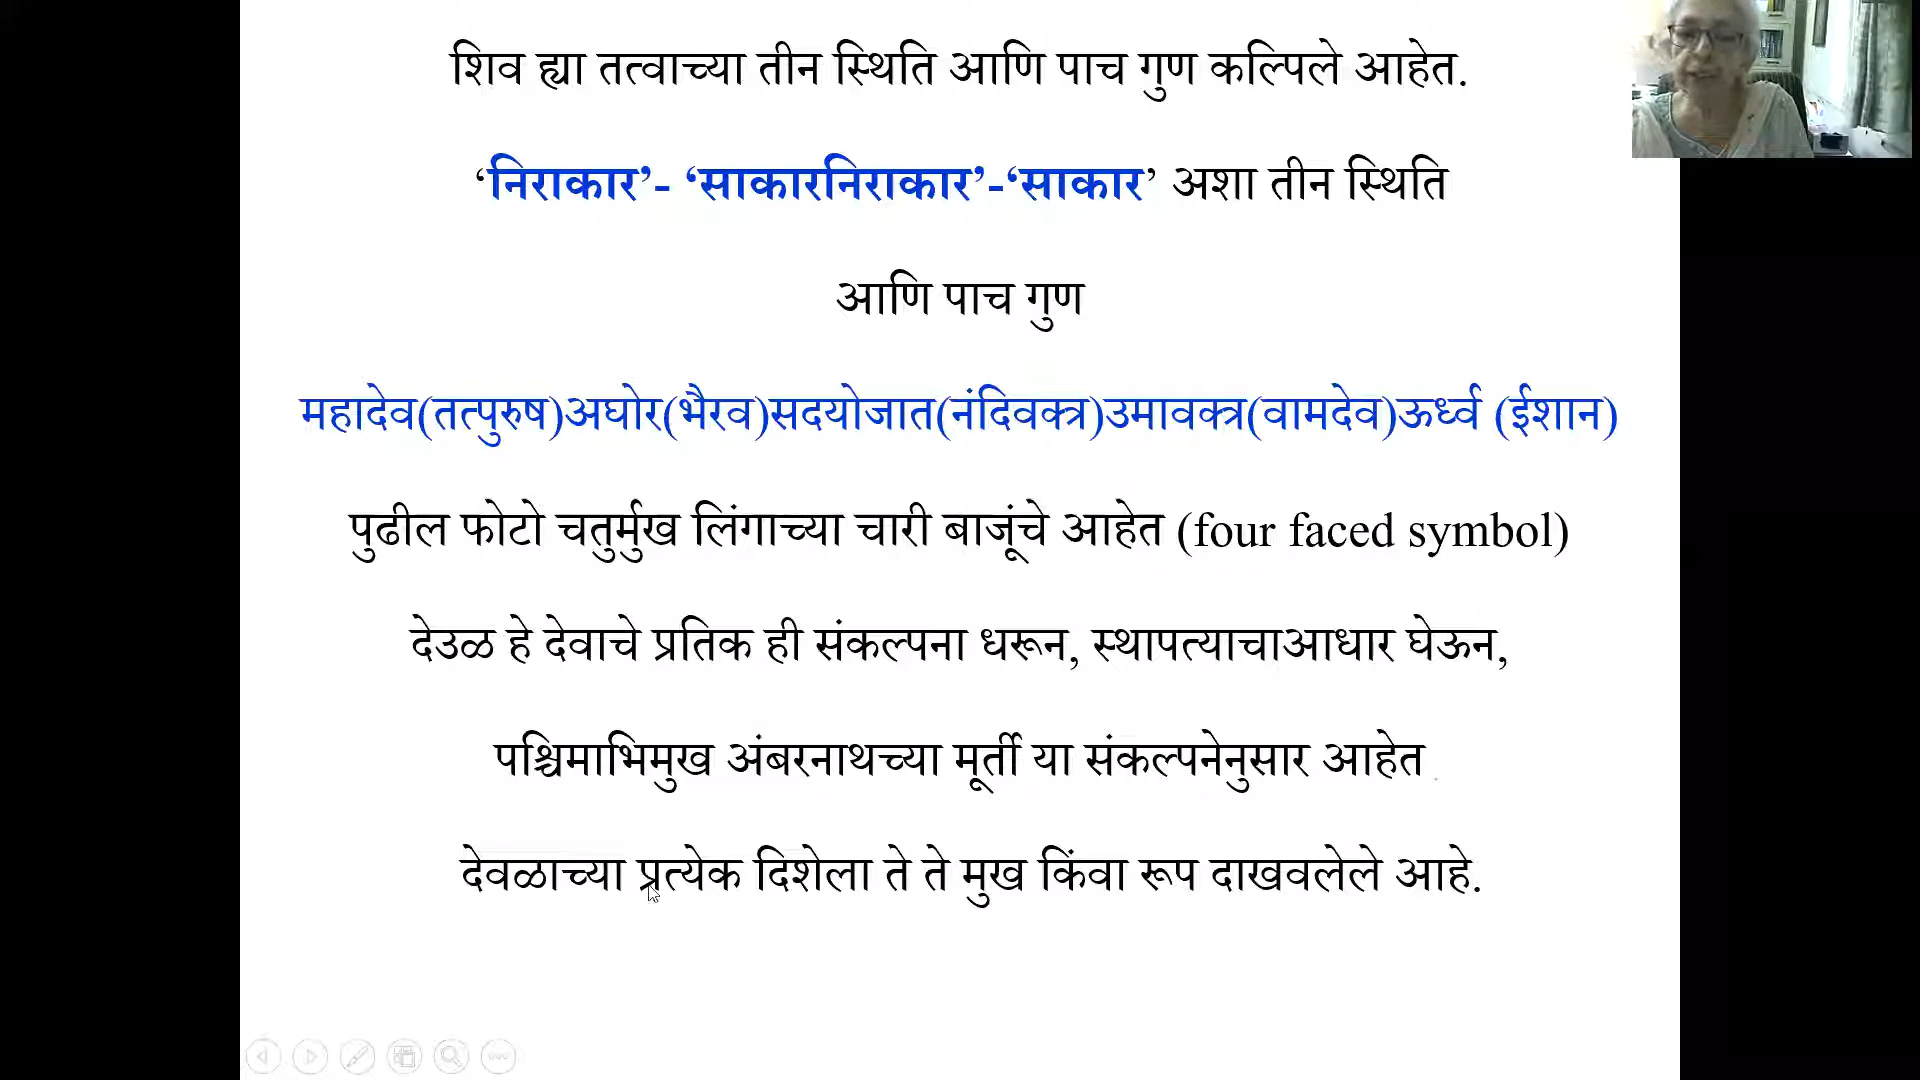 शिव ह्या तत्वाच्या तीन स्थिति आणि पाच गुण कल्पिले आहेत.
‘निराकार’- ‘साकारनिराकार’-‘साकार’ अशा तीन स्थिति
आणि पाच गुण
महादेव(तत्पुरुष)अघोर(भैरव)सदयोजात(नंदिवक्त्र)उमावक्त्र(वामदेव)ऊर्ध्व (ईशान)
पुढील फोटो चतुर्मुख लिंगाच्या चारी बाजूंचे आहेत (four faced symbol)
देउळ हे देवाचे प्रतिक ही संकल्पना धरून, स्थापत्याचाआधार घेऊन,
पश्चिमाभिमुख अंबरनाथच्या मूर्ती या संकल्पनेनुसार आहेत
देवळाच्या प्रत्येक दिशेला ते ते मुख किंवा रूप दाखवलेले आहे.